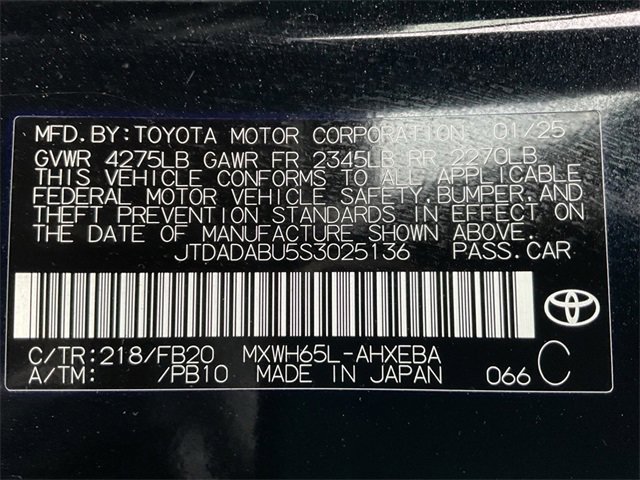 MFD. BY: TOYOTA MOTOR CORPORATION 01/25
GVWR 4275LB GAWR FR 2345LB RR 2270LB
THIS VEHICLE CONFORMS TO ALL APPLICABLE
FEDERAL MOTOR VEHICLE SAFETY, BUMPER, AND
THEFT PREVENTION STANDARDS IN EFFECT ON
THE DATE OF MANUFACTURE SHOWN ABOVE.
JTDADABU5S3025136 PASS. CAR
C/TR: 218/FB20 MXWH65L-AHXEBA
A/TM: /PB10 MADE IN JAPAN 066 C